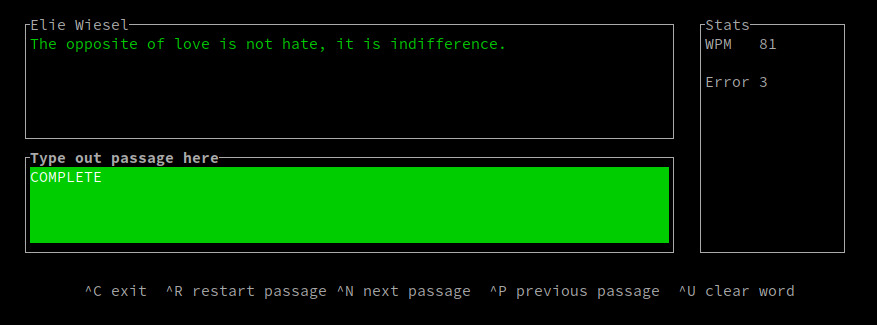 Elie Wiesel
The opposite of love is not hate, it is indifference.
Stats
WPM 81
Error 3
Type out passage here
COMPLETE
^C exit ^R restart passage ^N next passage ^P previous passage ^U clear word